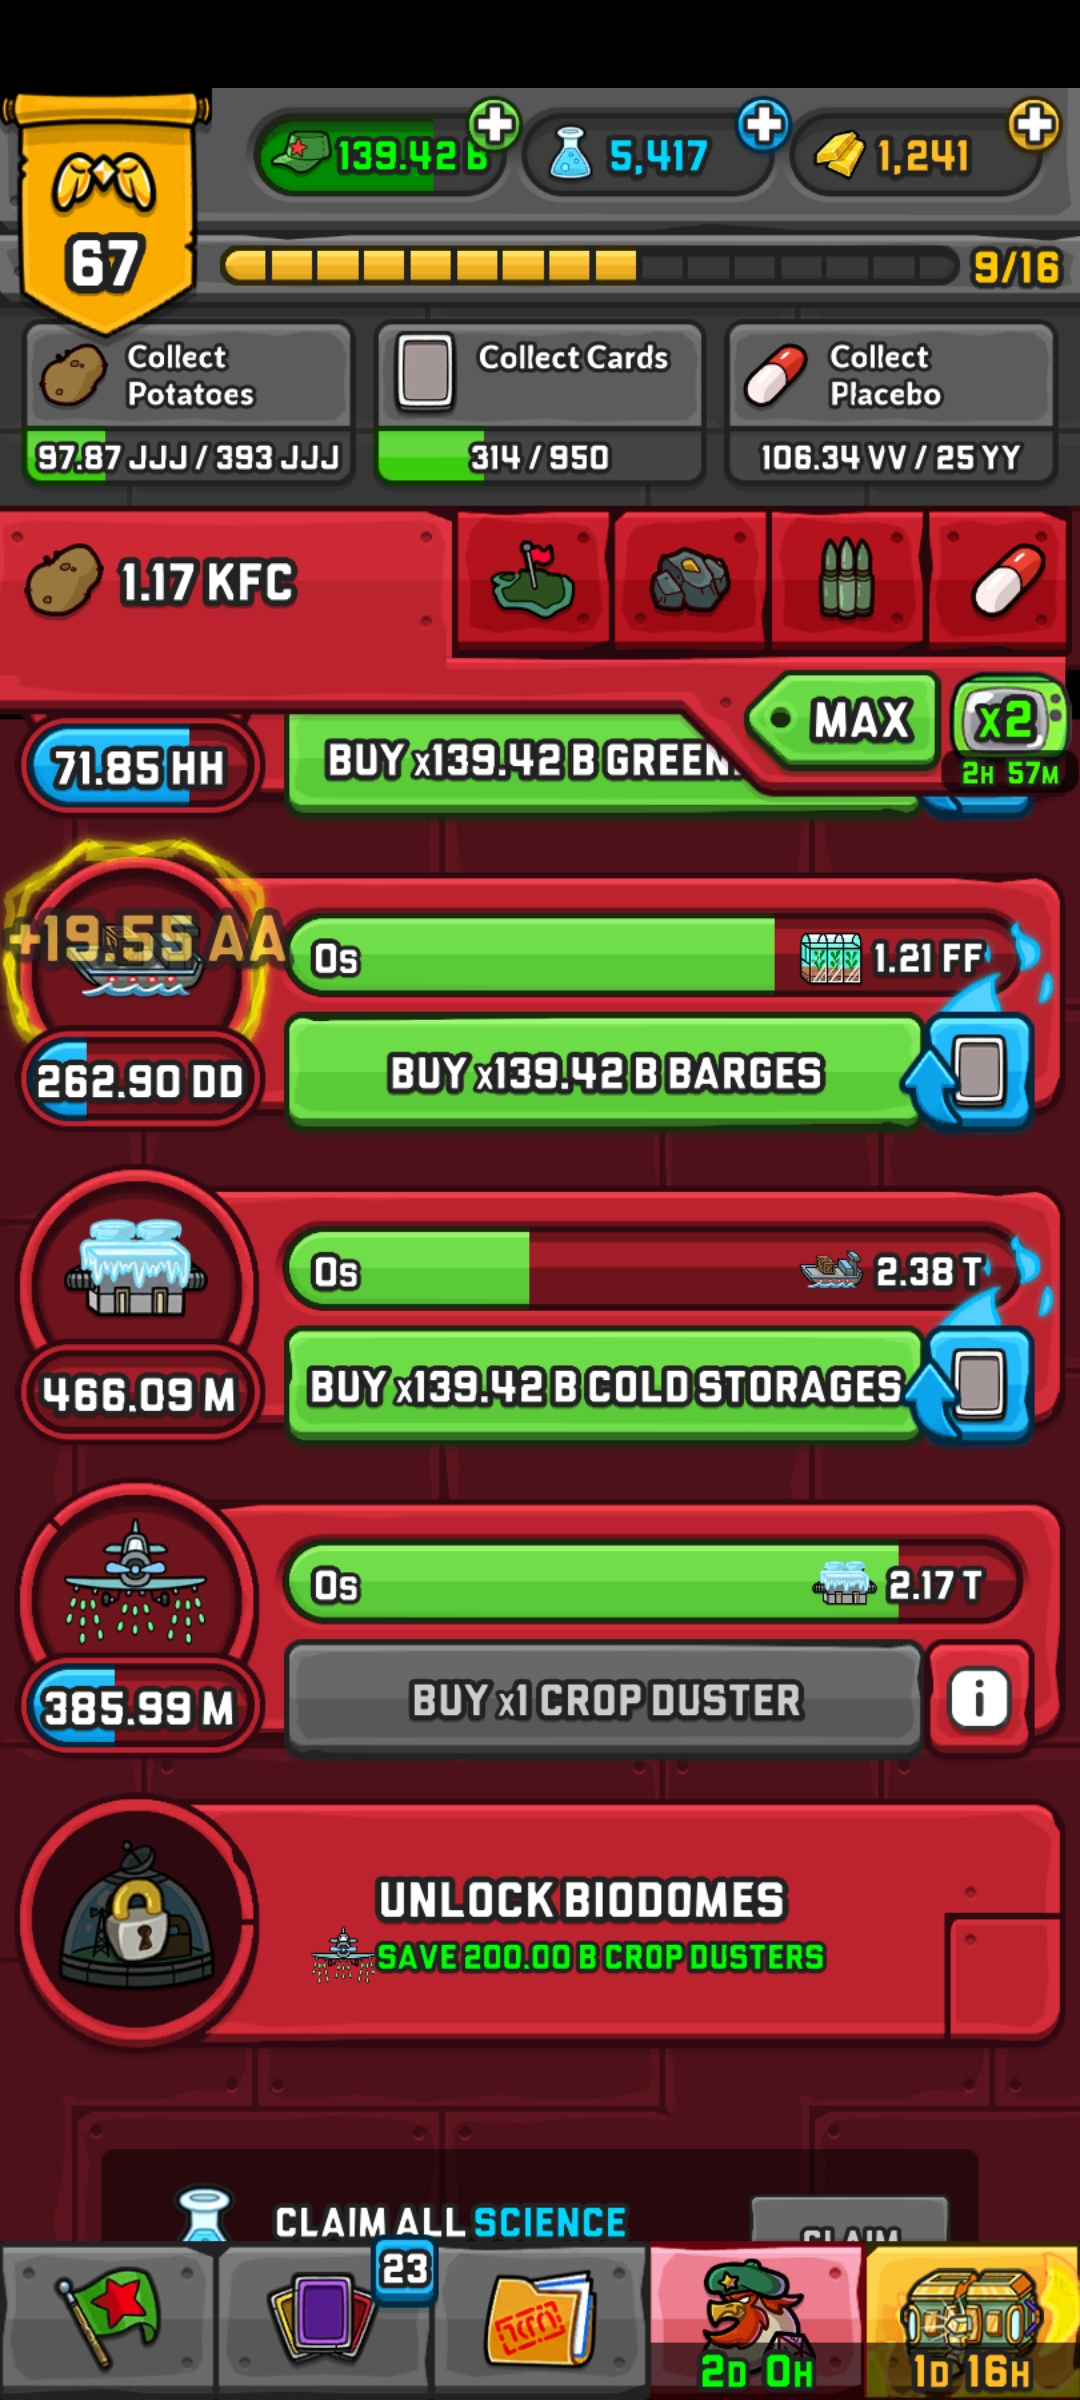 139.42 B
5,417
1,241
67
9/16
Collect
Potatoes
97.87 JJJ / 393 JJJ
Collect Cards
314 / 950
Collect
Placebo
106.34 VV / 25 YY
1.17 KFC
MAX
x2
2H 57M
71.85 HH
BUY x139.42 B GREEN
+19.55 AA
0s
1.21 FF
262.90 DD
BUY x139.42 B BARGES
0s
2.38 T
466.09 M
BUY x139.42 B COLD STORAGES
0s
2.17 T
385.99 M
BUY x1 CROP DUSTER
i
UNLOCK BIODOMES
SAVE 200.00 B CROP DUSTERS
CLAIM ALL SCIENCE
CLAIM
23
2D 0H
1D 16H